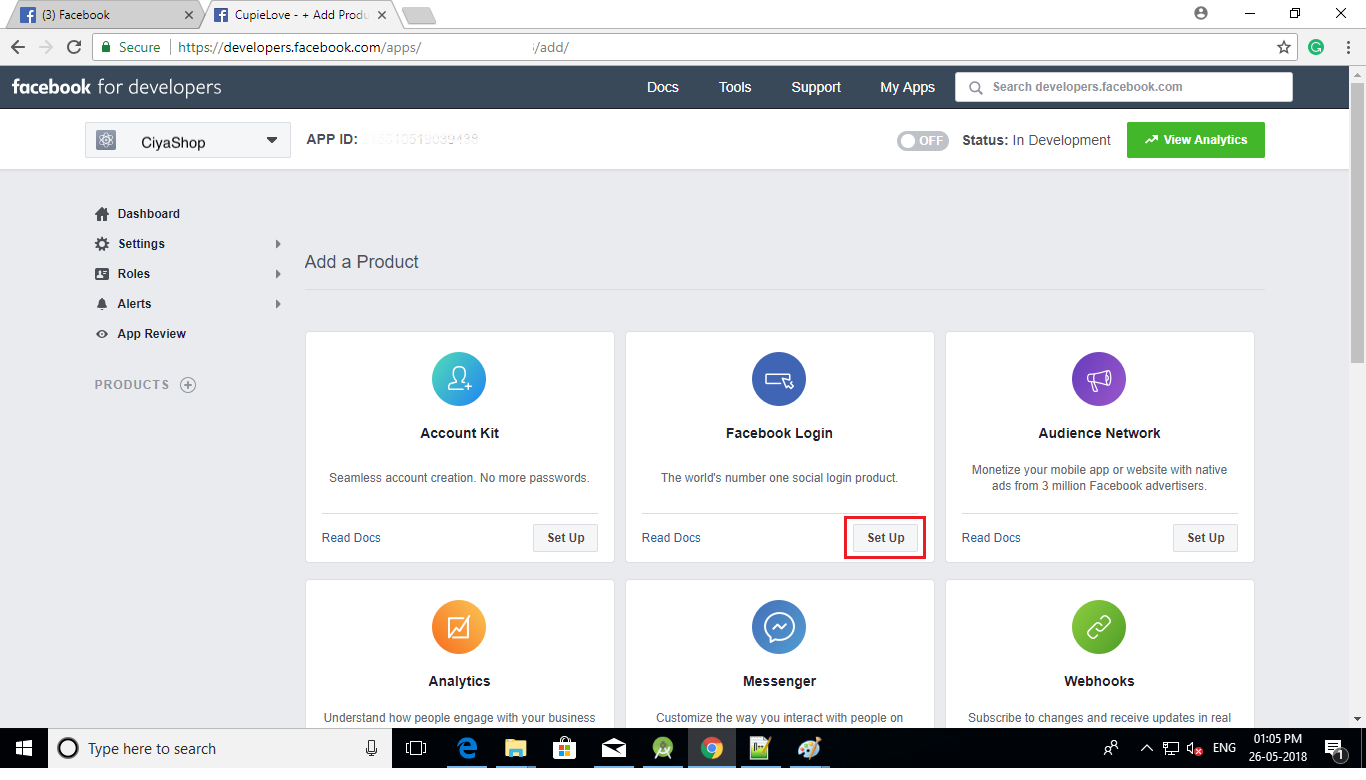 (3) Facebook
CupieLove - + Add Produ
Secure
https://developers.facebook.com/apps/
/add/
facebook for developers
Docs
Tools
Support
My Apps
Search developers.facebook.com
CiyaShop
APP ID:
OFF
Status: In Development
View Analytics
Dashboard
Settings
Roles
Alerts
App Review
PRODUCTS
Add a Product
Account Kit
Seamless account creation. No more passwords.
Read Docs
Set Up
Facebook Login
The world's number one social login product.
Read Docs
Set Up
Audience Network
Monetize your mobile app or website with native
ads from 3 million Facebook advertisers.
Read Docs
Set Up
Analytics
Understand how people engage with your business
Messenger
Customize the way you interact with people on
Webhooks
Subscribe to changes and receive updates in real
Type here to search
ENG
01:05 PM
26-05-2018
1